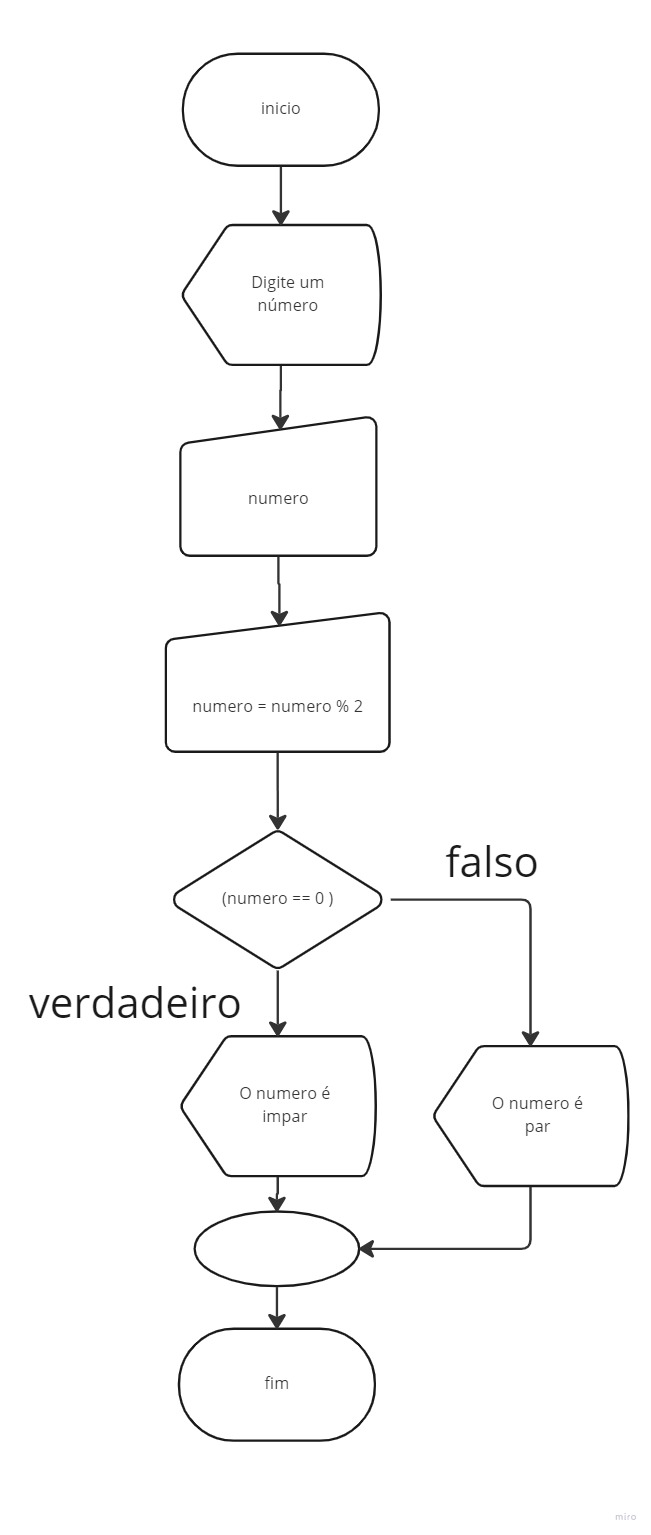 inicio
Digite um
número
numero
numero = numero % 2
(numero == 0 )
falso
verdadeiro
O numero é
impar
O numero é
par
fim
miro